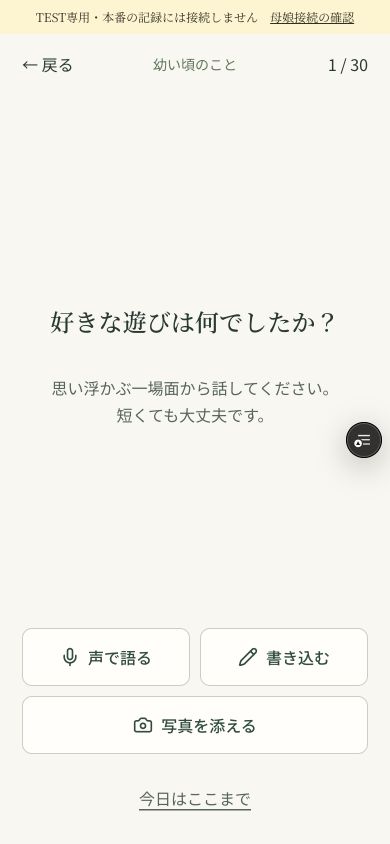 TEST専用・本番の記録には接続しません　母娘接続の確認
← 戻る
幼い頃のこと
1 / 30
好きな遊びは何でしたか？
思い浮かぶ一場面から話してください。
短くても大丈夫です。
声で語る
書き込む
写真を添える
今日はここまで